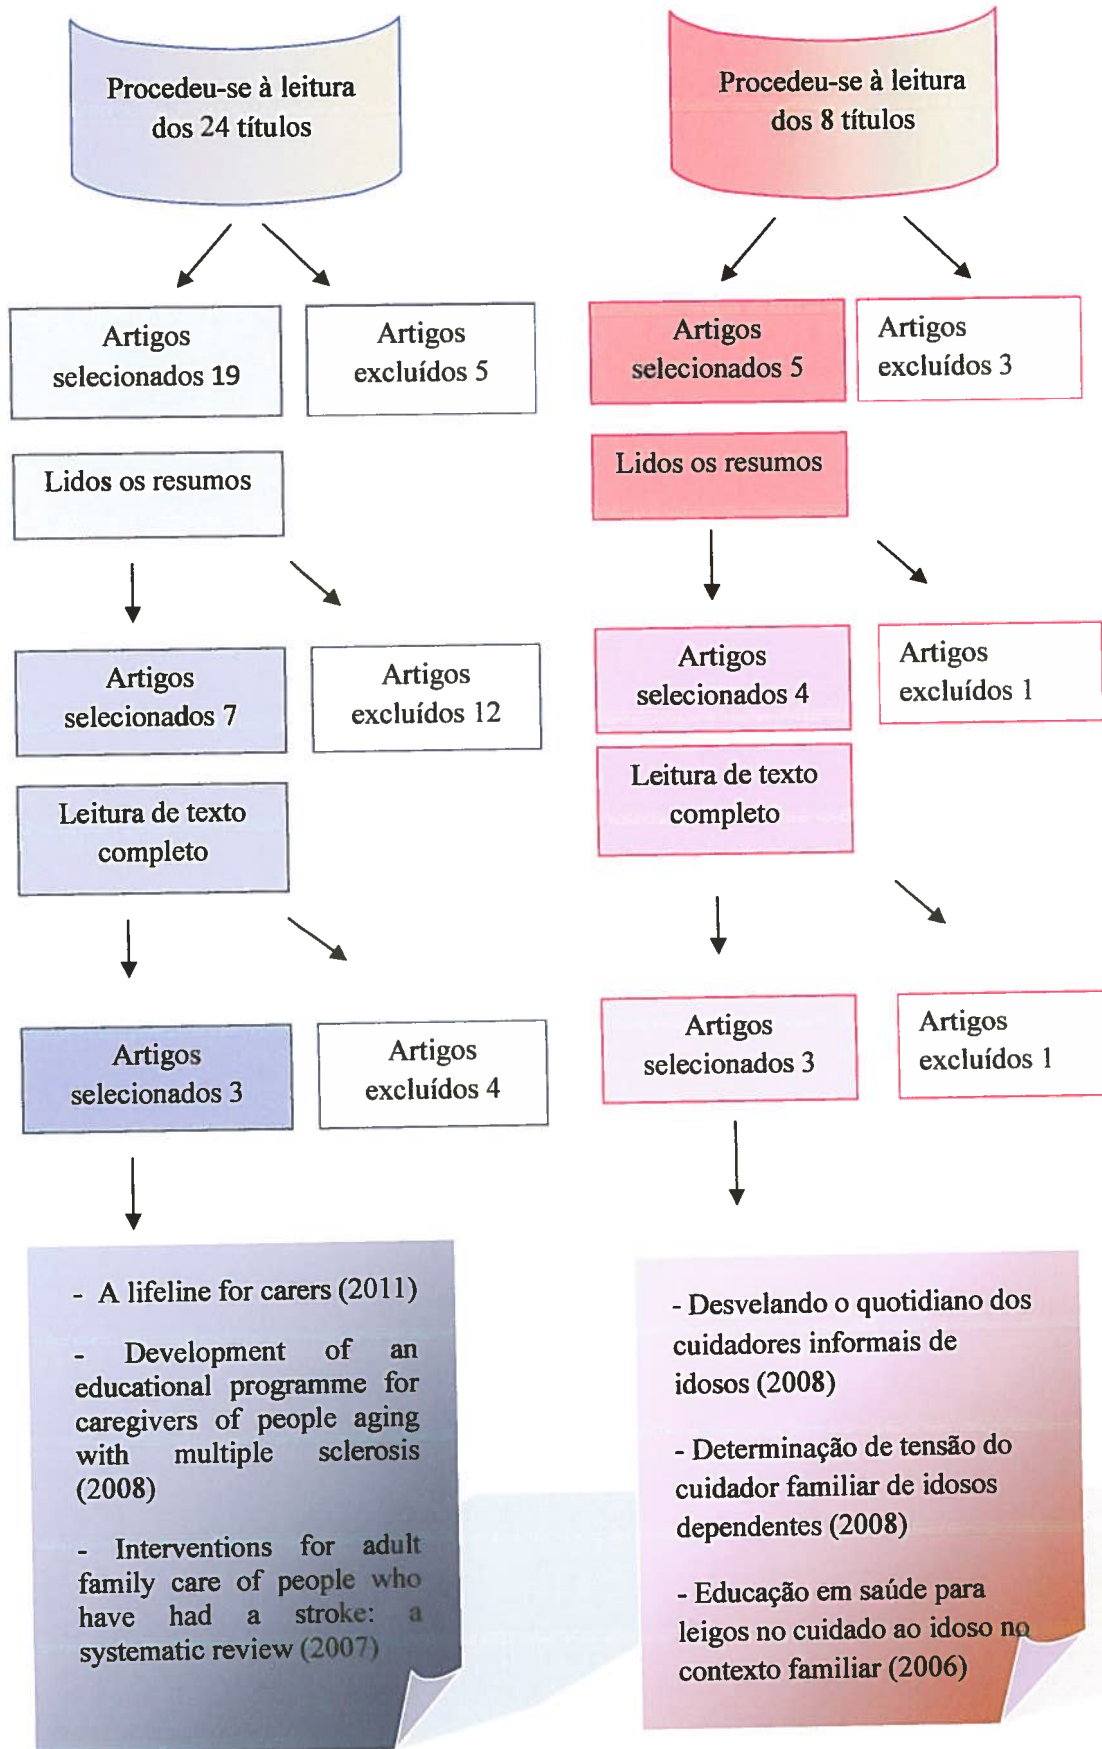 Procedeu-se à leitura
dos 24 títulos
Artigos
selecionados 19
Artigos
excluídos 5
Lidos os resumos
Artigos
selecionados 7
Artigos
excluídos 12
Leitura de texto
completo
Artigos
selecionados 3
Artigos
excluídos 4
- A lifeline for carers (2011)
- Development of an
educational programme for
caregivers of people aging
with multiple sclerosis
(2008)
- Interventions for adult
family care of people who
have had a stroke: a
systematic review (2007)
Procedeu-se à leitura
dos 8 títulos
Artigos
selecionados 5
Artigos
excluídos 3
Lidos os resumos
Artigos
selecionados 4
Artigos
excluídos 1
Leitura de texto
completo
Artigos
selecionados 3
Artigos
excluídos 1
- Desvelando o quotidiano dos
cuidadores informais de
idosos (2008)
- Determinação de tensão do
cuidador familiar de idosos
dependentes (2008)
- Educação em saúde para
leigos no cuidado ao idoso no
contexto familiar (2006)